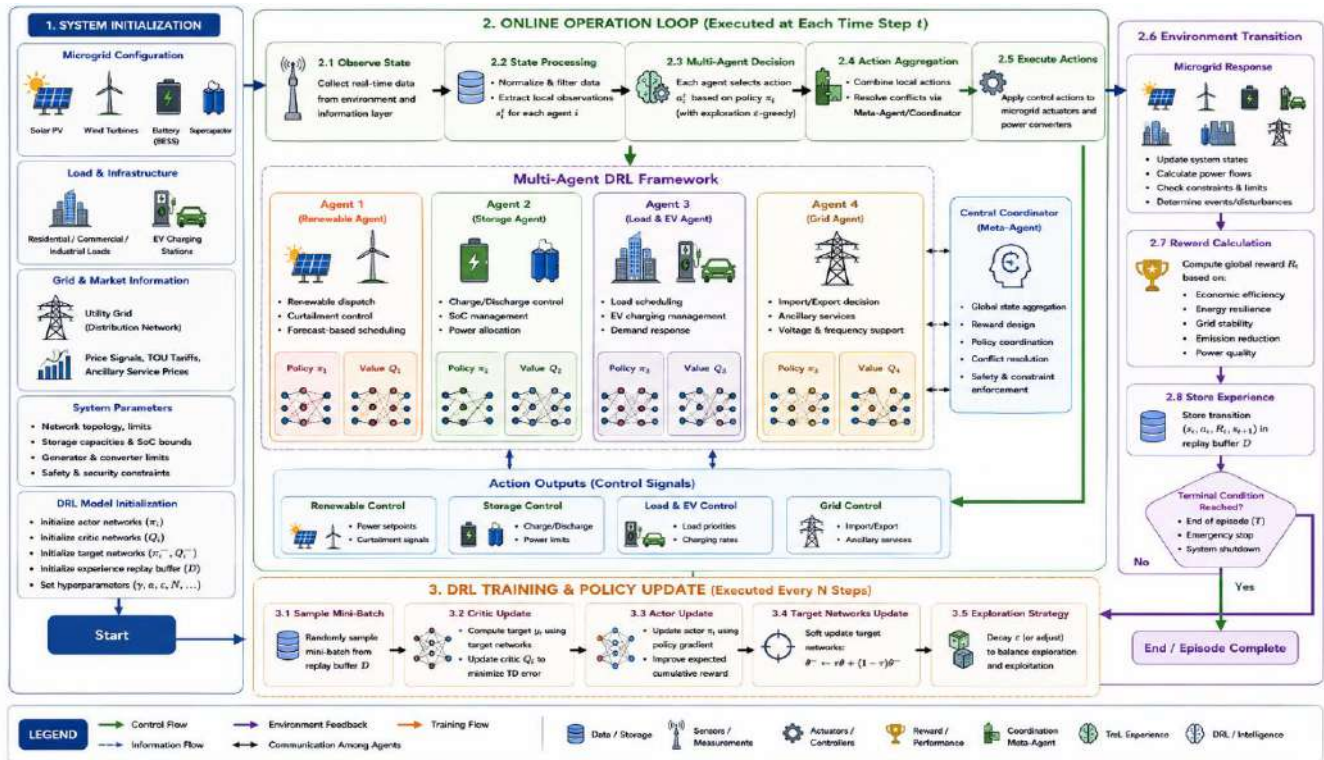 1. SYSTEM INITIALIZATION
Microgrid Configuration
Solar PV
Wind Turbines
Battery
(BESS)
Supercapacitor
Load & Infrastructure
Residential / Commercial /
Industrial Loads
EV Charging
Stations
Grid & Market Information
Utility Grid
(Distribution Network)
Price Signals, TOU Tariffs,
Ancillary Service Prices
System Parameters
• Network topology, limits
• Storage capacities & SoC bounds
• Generator & converter limits
• Safety & security constraints
DRL Model Initialization
• Initialize actor networks (πᵢ)
• Initialize critic networks (Qᵢ)
• Initialize target networks (πᵢ⁻, Qᵢ⁻)
• Initialize experience replay buffer (D)
• Set hyperparameters (γ, α, ε, N, ...)
Start
2. ONLINE OPERATION LOOP (Executed at Each Time Step t)
2.1 Observe State
Collect real-time data
from environment and
information layer
2.2 State Processing
• Normalize & filter data
• Extract local observations
sᵢᵗ for each agent i
2.3 Multi-Agent Decision
Each agent selects action
aᵢᵗ based on policy πᵢ
(with exploration ε-greedy)
2.4 Action Aggregation
• Combine local actions
• Resolve conflicts via
Meta-Agent/Coordinator
2.5 Execute Actions
Apply control actions to
microgrid actuators and
power converters
Multi-Agent DRL Framework
Agent 1
(Renewable Agent)
• Renewable dispatch
• Curtailment control
• Forecast-based scheduling
Policy π₁
Value Q₁
Agent 2
(Storage Agent)
• Charge/Discharge control
• SoC management
• Power allocation
Policy π₂
Value Q₂
Agent 3
(Load & EV Agent)
• Load scheduling
• EV charging management
• Demand response
Policy π₃
Value Q₃
Agent 4
(Grid Agent)
• Import/Export decision
• Ancillary services
• Voltage & frequency support
Policy π₄
Value Q₄
Central Coordinator
(Meta-Agent)
• Global state aggregation
• Reward design
• Policy coordination
• Conflict resolution
• Safety & constraint
enforcement
Action Outputs (Control Signals)
Renewable Control
• Power setpoints
• Curtailment signals
Storage Control
• Charge/Discharge
• Power limits
Load & EV Control
• Load priorities
• Charging rates
Grid Control
• Import/Export
• Ancillary services
2.6 Environment Transition
Microgrid Response
• Update system states
• Calculate power flows
• Check constraints & limits
• Determine events/disturbances
2.7 Reward Calculation
Compute global reward Rₜ
based on:
• Economic efficiency
• Energy resilience
• Grid stability
• Emission reduction
• Power quality
2.8 Store Experience
Store transition
(sₜ, aₜ, Rₜ, sₜ₊₁) in
replay buffer D
Terminal Condition
Reached?
• End of episode (T)
• Emergency stop
• System shutdown
No
Yes
End / Episode Complete
3. DRL TRAINING & POLICY UPDATE (Executed Every N Steps)
3.1 Sample Mini-Batch
Randomly sample
mini-batch from
replay buffer D
3.2 Critic Update
• Compute target yᵢ using
target networks
• Update critic Qᵢ to
minimize TD error
3.3 Actor Update
• Update actor πᵢ using
policy gradient
• Improve expected
cumulative reward
3.4 Target Networks Update
Soft update target
networks:
θ⁻ ← τθ + (1−τ)θ⁻
3.5 Exploration Strategy
Decay ε (or adjust)
to balance exploration
and exploitation
LEGEND
Control Flow
Environment Feedback
Training Flow
Information Flow
Communication Among Agents
Data / Storage
Sensors /
Measurements
Actuators /
Controllers
Reward /
Performance
Coordination
Meta-Agent
TmL Experience
DRL / Intelligence